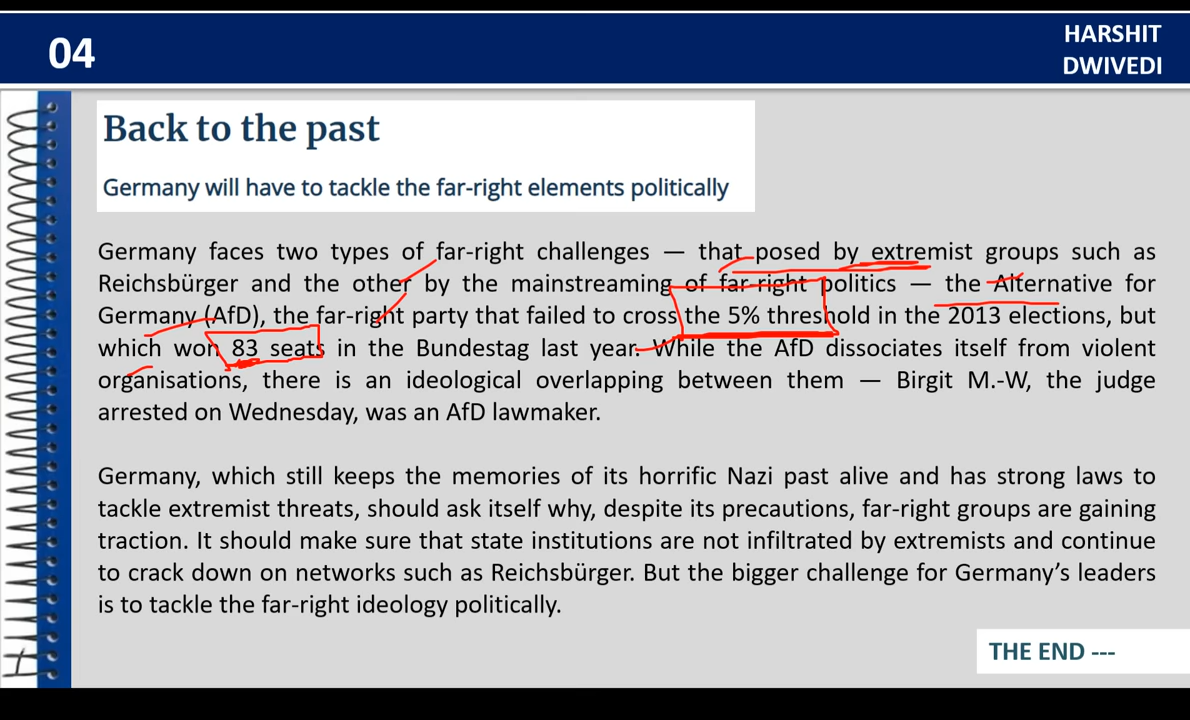 04
HARSHIT
DWIVEDI
Back to the past
Germany will have to tackle the far-right elements politically
Germany faces two types of far-right challenges — that posed by extremist groups such as
Reichsbürger and the other by the mainstreaming of far-right politics — the Alternative for
Germany (AfD), the far-right party that failed to cross the 5% threshold in the 2013 elections, but
which won 83 seats in the Bundestag last year. While the AfD dissociates itself from violent
organisations, there is an ideological overlapping between them — Birgit M.-W, the judge
arrested on Wednesday, was an AfD lawmaker.
Germany, which still keeps the memories of its horrific Nazi past alive and has strong laws to
tackle extremist threats, should ask itself why, despite its precautions, far-right groups are gaining
traction. It should make sure that state institutions are not infiltrated by extremists and continue
to crack down on networks such as Reichsbürger. But the bigger challenge for Germany’s leaders
is to tackle the far-right ideology politically.
THE END ---